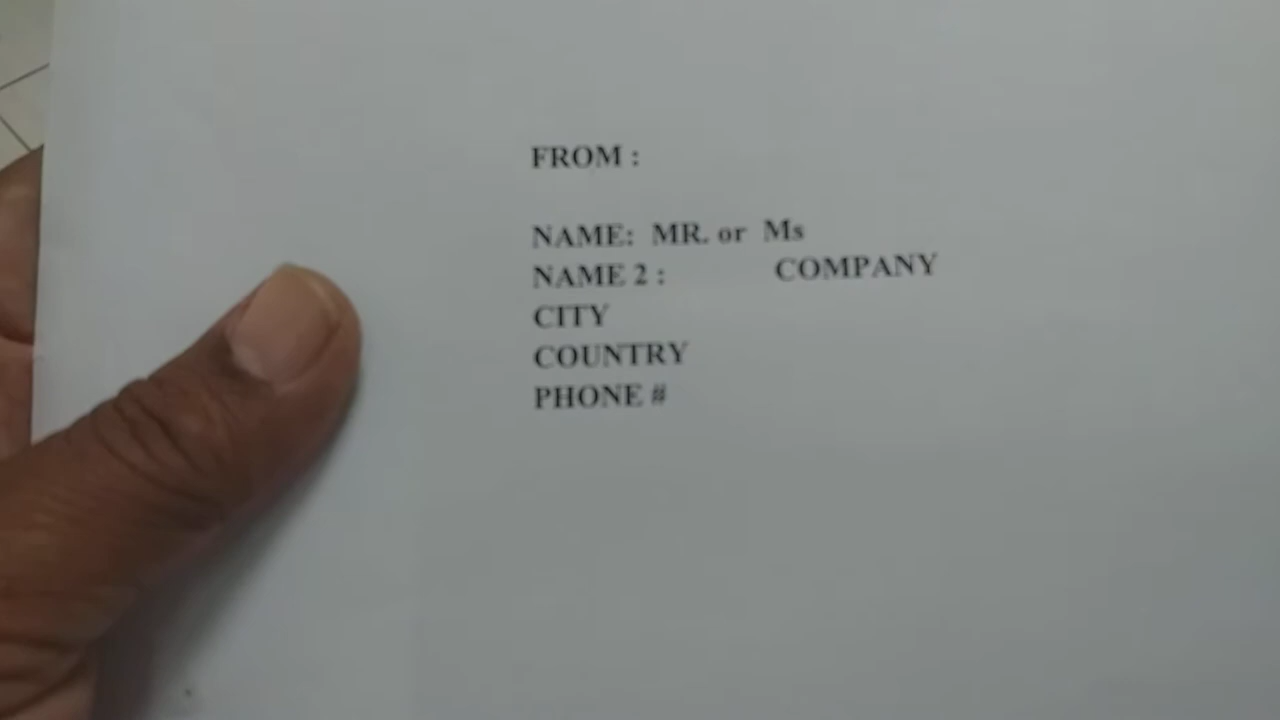 FROM :
NAME: MR. or Ms
NAME 2 : COMPANY
CITY
COUNTRY
PHONE #